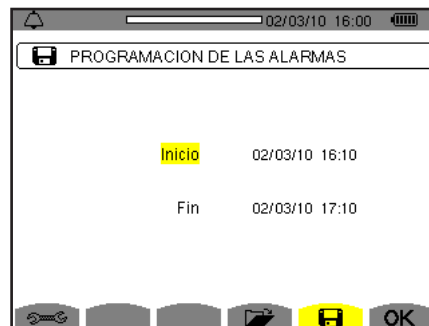 02/03/10 16:00
PROGRAMACION DE LAS ALARMAS
Inicio 02/03/10 16:10
Fin 02/03/10 17:10
OK